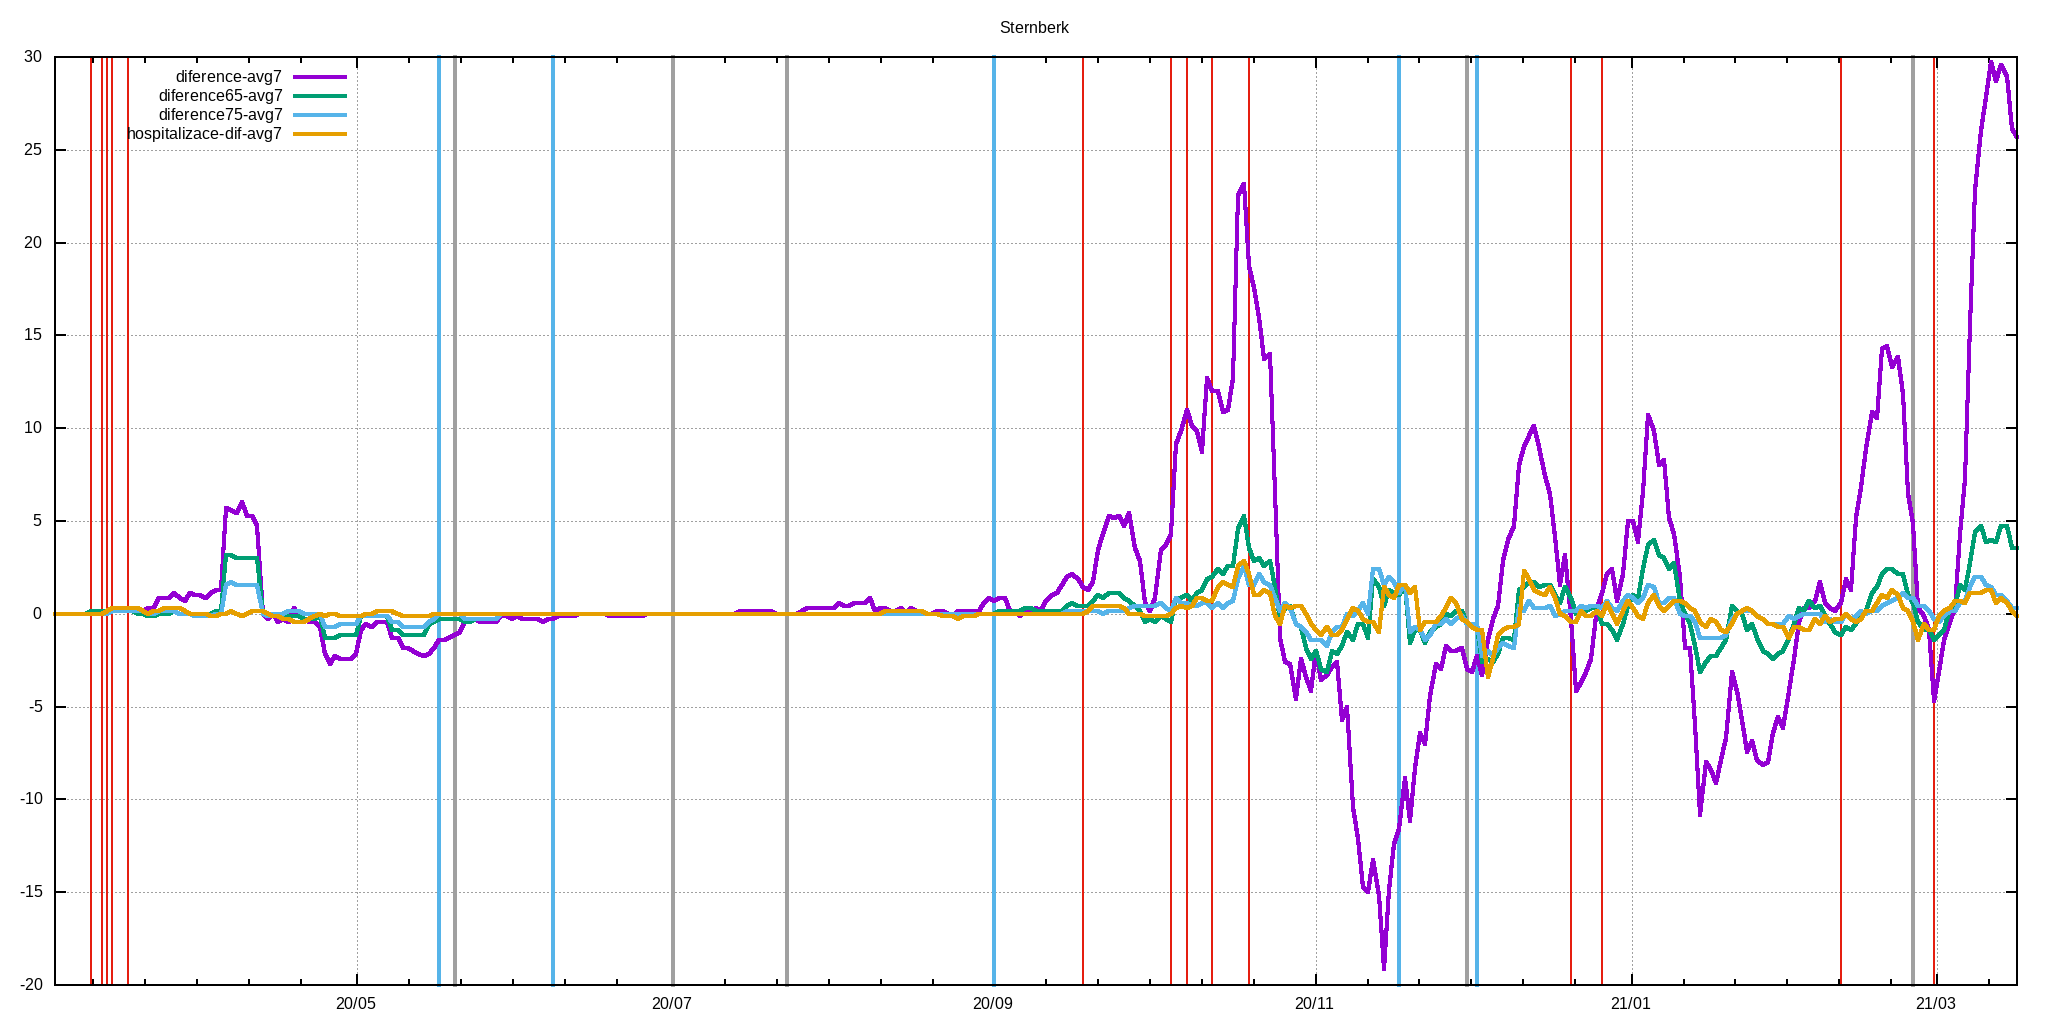 Sternberk
diference-avg7
diference65-avg7
diference75-avg7
hospitalizace-dif-avg7
30
25
20
15
10
5
0
-5
-10
-15
-20
20/05 20/07 20/09 20/11 21/01 21/03